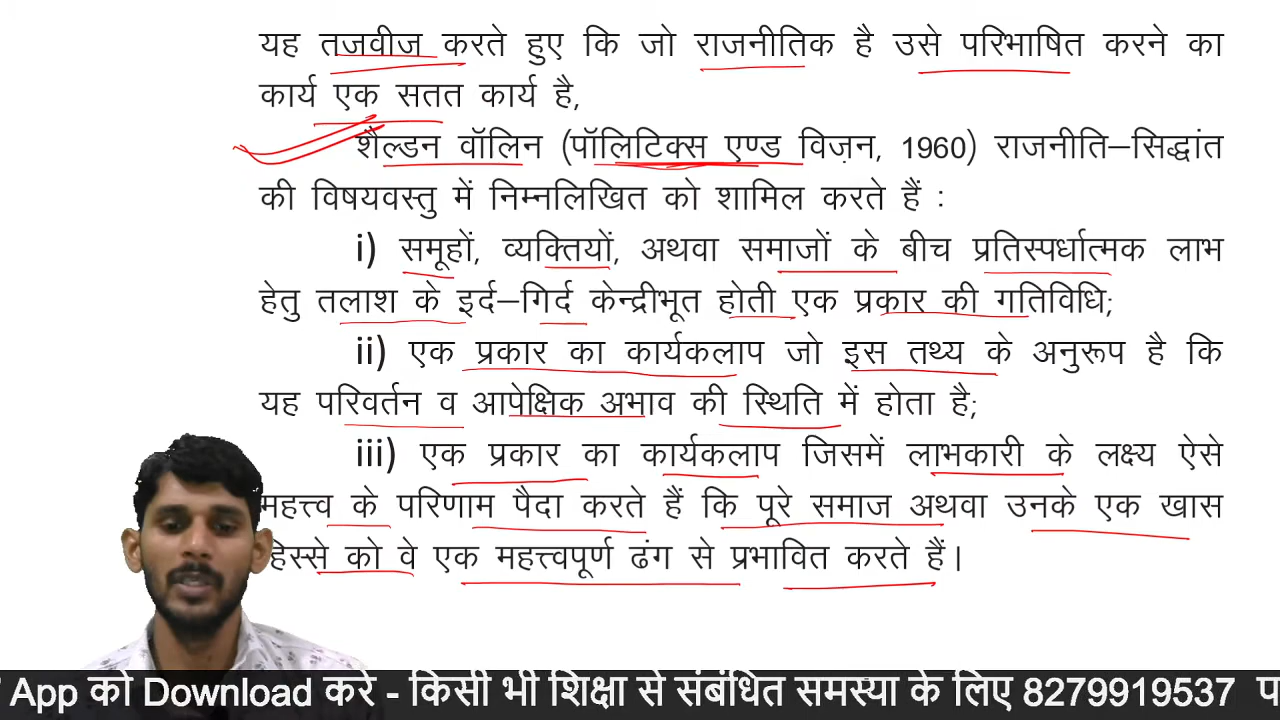 यह तजवीज करते हुए कि जो राजनीतिक है उसे परिभाषित करने का
कार्य एक सतत कार्य है,
शैल्डन वॉलिन (पॉलिटिक्स एण्ड विज़न, 1960) राजनीति–सिद्धांत
की विषयवस्तु में निम्नलिखित को शामिल करते हैं :
i) समूहों, व्यक्तियों, अथवा समाजों के बीच प्रतिस्पर्धात्मक लाभ
हेतु तलाश के इर्द–गिर्द केन्द्रीभूत होती एक प्रकार की गतिविधि;
ii) एक प्रकार का कार्यकलाप जो इस तथ्य के अनुरूप है कि
यह परिवर्तन व आपेक्षिक अभाव की स्थिति में होता है;
iii) एक प्रकार का कार्यकलाप जिसमें लाभकारी के लक्ष्य ऐसे
महत्त्व के परिणाम पैदा करते हैं कि पूरे समाज अथवा उनके एक खास
हिस्से को वे एक महत्त्वपूर्ण ढंग से प्रभावित करते हैं।
App को Download करे - किसी भी शिक्षा से संबंधित समस्या के लिए 8279919537